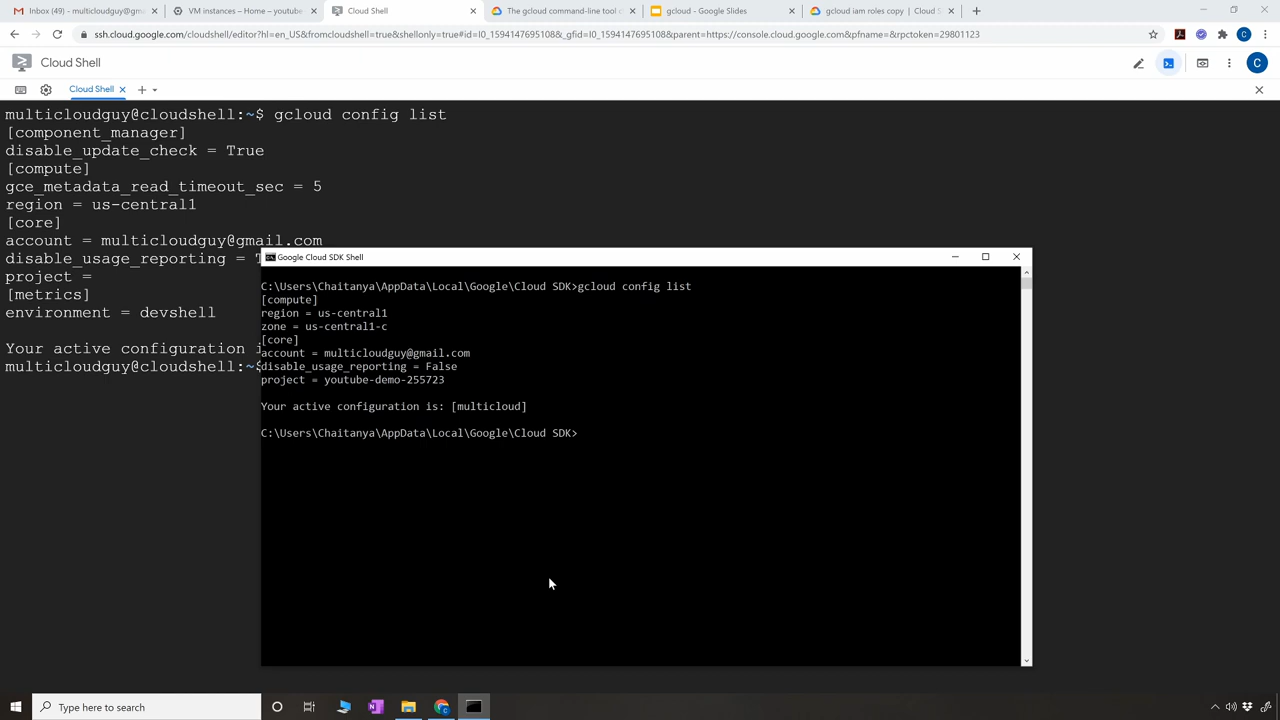 Inbox (49) - multicloudguy@gm
VM instances – Home – youtube
Cloud Shell
The gcloud command-line tool c
gcloud - Google Slides
gcloud iam roles copy | Cloud S
ssh.cloud.google.com/cloudshell/editor?hl=en_US&fromcloudshell=true&shellonly=true#id=I0_1594147695108&_gfid=I0_1594147695108&parent=https://console.cloud.google.com&pfname=&rpctoken=29801123
C
Cloud Shell
C
Cloud Shell
multicloudguy@cloudshell:~$ gcloud config list
[component_manager]
disable_update_check = True
[compute]
gce_metadata_read_timeout_sec = 5
region = us-central1
[core]
account = multicloudguy@gmail.com
disable_usage_reporting =
project =
[metrics]
environment = devshell
Your active configuration
multicloudguy@cloudshell:~$
Google Cloud SDK Shell
C:\Users\Chaitanya\AppData\Local\Google\Cloud SDK>gcloud config list
[compute]
region = us-central1
zone = us-central1-c
[core]
account = multicloudguy@gmail.com
disable_usage_reporting = False
project = youtube-demo-255723
Your active configuration is: [multicloud]
C:\Users\Chaitanya\AppData\Local\Google\Cloud SDK>
Type here to search